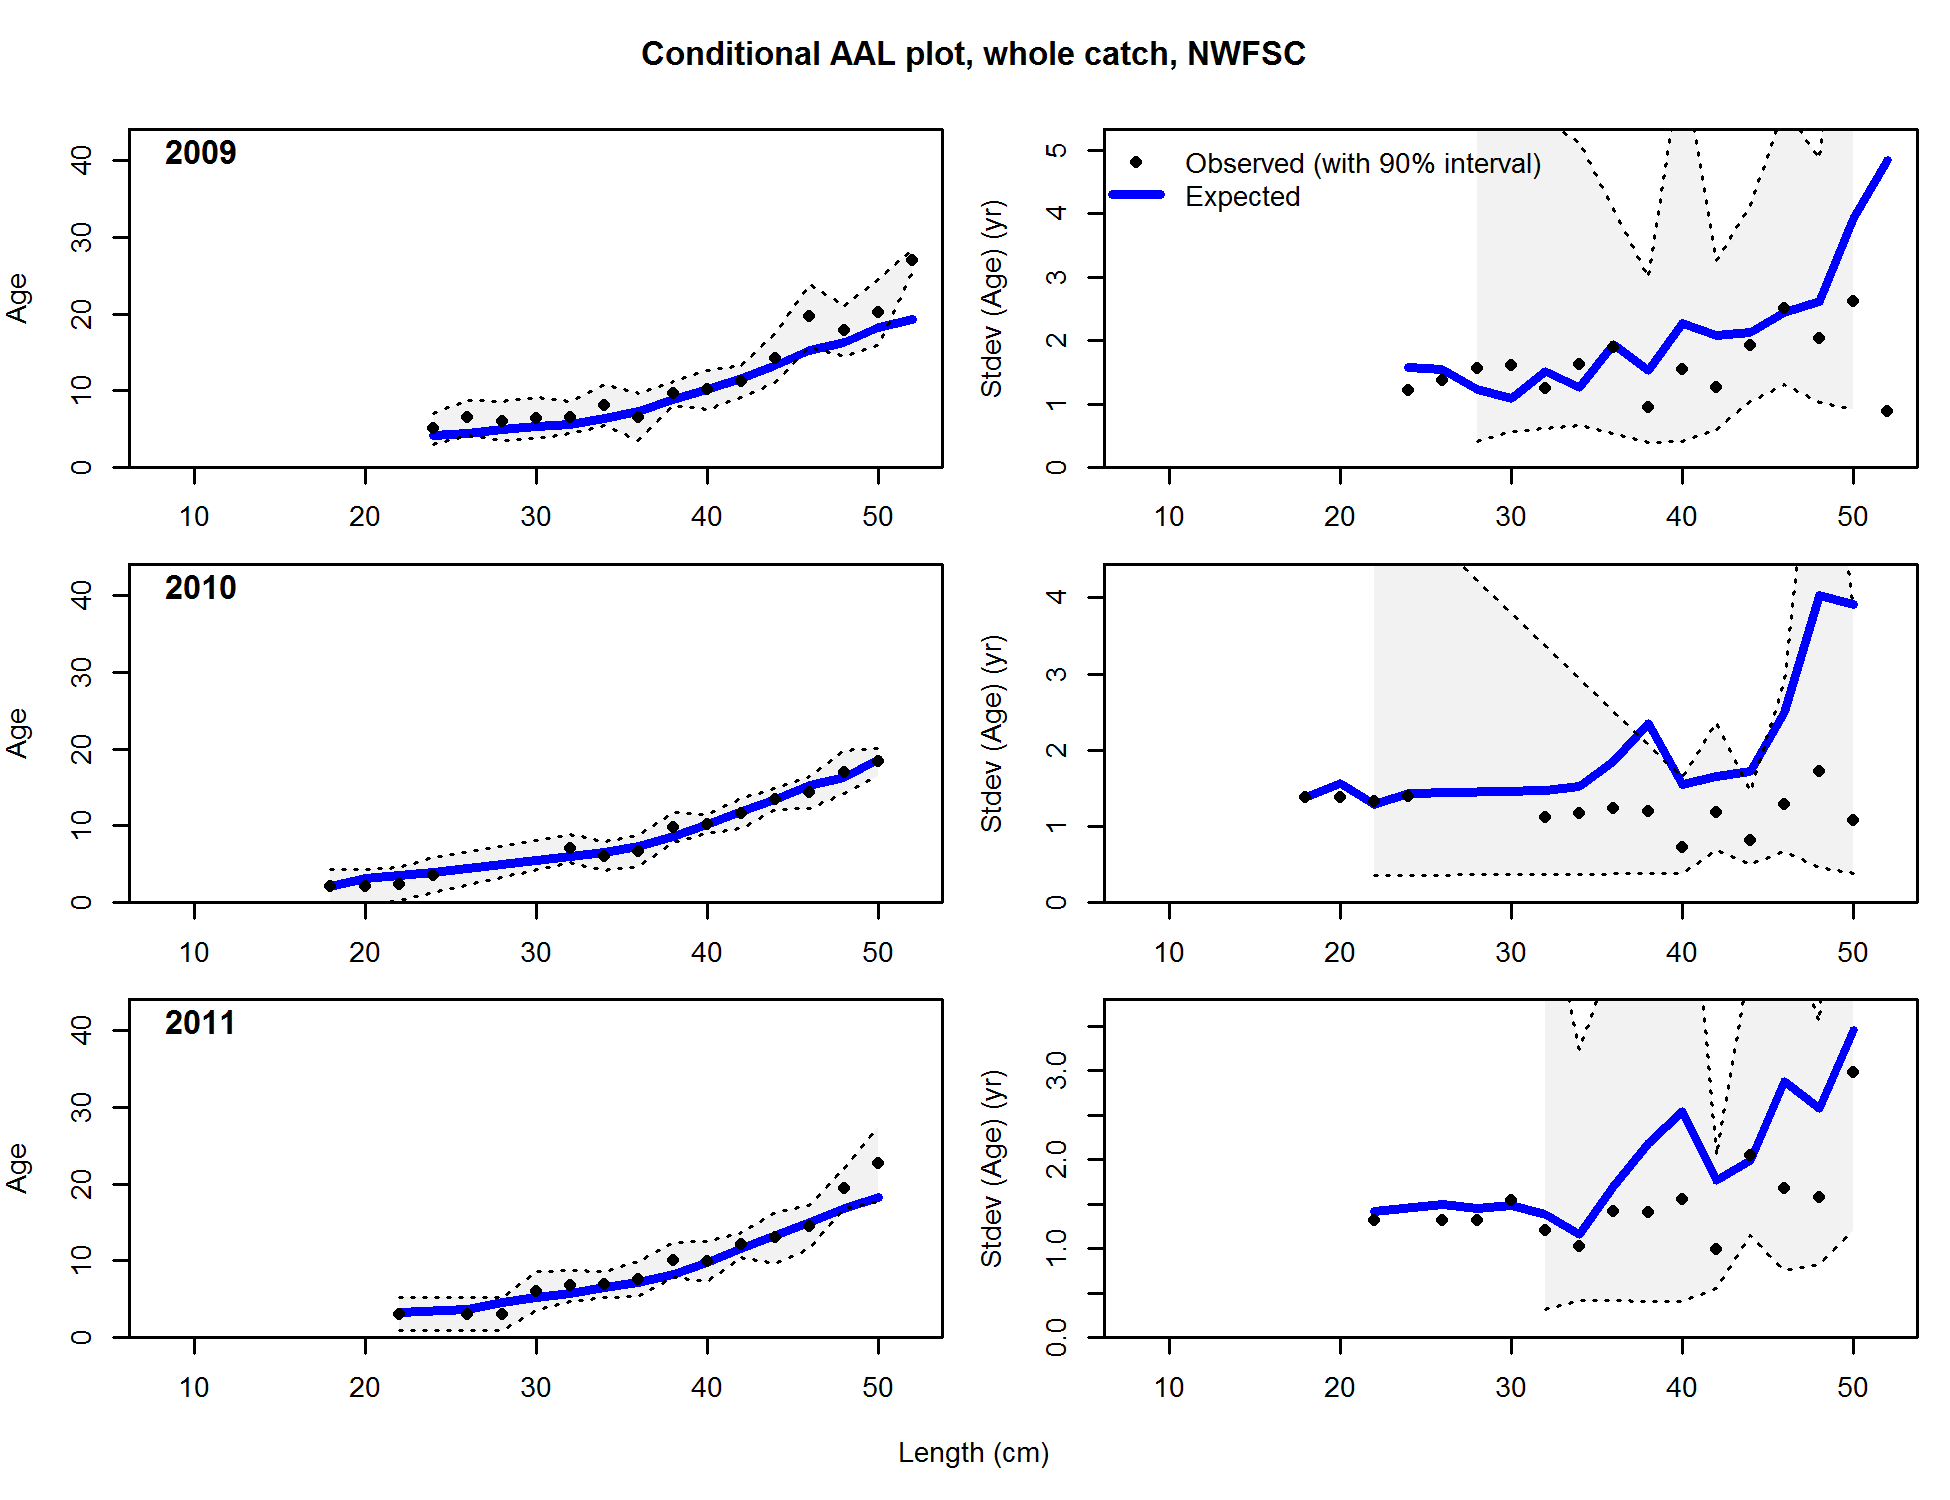 Conditional AAL plot, whole catch, NWFSC
2009
Age
0 10 20 30 40
10 20 30 40 50
Observed (with 90% interval)
Expected
Stdev (Age) (yr)
0 1 2 3 4 5
10 20 30 40 50
2010
Age
0 10 20 30 40
10 20 30 40 50
Stdev (Age) (yr)
0 1 2 3 4
10 20 30 40 50
2011
Age
0 10 20 30 40
10 20 30 40 50
Stdev (Age) (yr)
0.0 1.0 2.0 3.0
10 20 30 40 50
Length (cm)